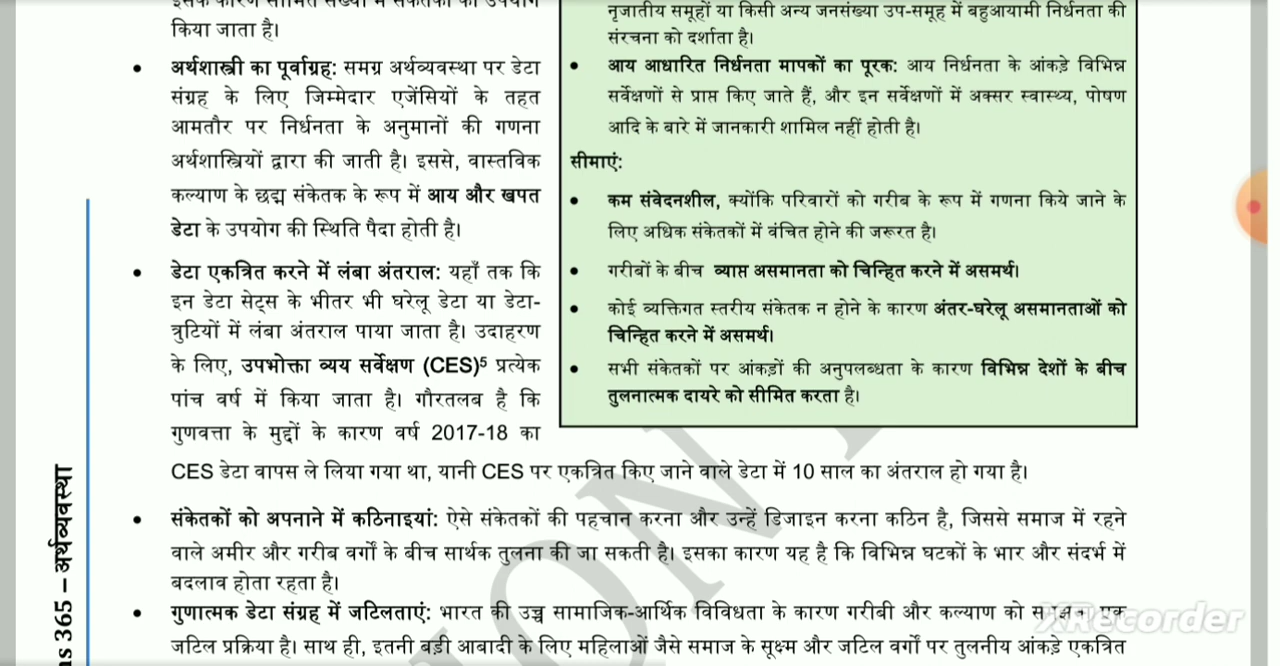 किया जाता है।
अर्थशास्त्री का पूर्वाग्रह: समग्र अर्थव्यवस्था पर डेटा
संग्रह के लिए जिम्मेदार एजेंसियों के तहत
आमतौर पर निर्धनता के अनुमानों की गणना
अर्थशास्त्रियों द्वारा की जाती है। इससे, वास्तविक
कल्याण के छद्म संकेतक के रूप में आय और खपत
डेटा के उपयोग की स्थिति पैदा होती है।
डेटा एकत्रित करने में लंबा अंतराल: यहाँ तक कि
इन डेटा सेट्स के भीतर भी घरेलू डेटा या डेटा-
त्रुटियों में लंबा अंतराल पाया जाता है। उदाहरण
के लिए, उपभोक्ता व्यय सर्वेक्षण (CES)5 प्रत्येक
पांच वर्ष में किया जाता है। गौरतलब है कि
गुणवत्ता के मुद्दों के कारण वर्ष 2017-18 का
नृजातीय समूहों या किसी अन्य जनसंख्या उप-समूह में बहुआयामी निर्धनता की
संरचना को दर्शाता है।
आय आधारित निर्धनता मापकों का पूरक: आय निर्धनता के आंकड़े विभिन्न
सर्वेक्षणों से प्राप्त किए जाते हैं, और इन सर्वेक्षणों में अक्सर स्वास्थ्य, पोषण
आदि के बारे में जानकारी शामिल नहीं होती है।
सीमाएं:
कम संवेदनशील, क्योंकि परिवारों को गरीब के रूप में गणना किये जाने के
लिए अधिक संकेतकों में वंचित होने की जरूरत है।
गरीबों के बीच व्याप्त असमानता को चिन्हित करने में असमर्थ।
कोई व्यक्तिगत स्तरीय संकेतक न होने के कारण अंतर-घरेलू असमानताओं को
चिन्हित करने में असमर्थ।
सभी संकेतकों पर आंकड़ों की अनुपलब्धता के कारण विभिन्न देशों के बीच
तुलनात्मक दायरे को सीमित करता है।
CES डेटा वापस ले लिया गया था, यानी CES पर एकत्रित किए जाने वाले डेटा में 10 साल का अंतराल हो गया है।
संकेतकों को अपनाने में कठिनाइयां: ऐसे संकेतकों की पहचान करना और उन्हें डिजाइन करना कठिन है, जिससे समाज में रहने
वाले अमीर और गरीब वर्गों के बीच सार्थक तुलना की जा सकती है। इसका कारण यह है कि विभिन्न घटकों के भार और संदर्भ में
बदलाव होता रहता है।
गुणात्मक डेटा संग्रह में जटिलताएं: भारत की उच्च सामाजिक-आर्थिक विविधता के कारण गरीबी और कल्याण को एक
जटिल प्रक्रिया है। साथ ही, इतनी बड़ी आबादी के लिए महिलाओं जैसे समाज के सूक्ष्म और जटिल वर्गों पर तुलनीय आंकड़े एकत्रित
365 – अर्थव्यवस्था
XRecorder